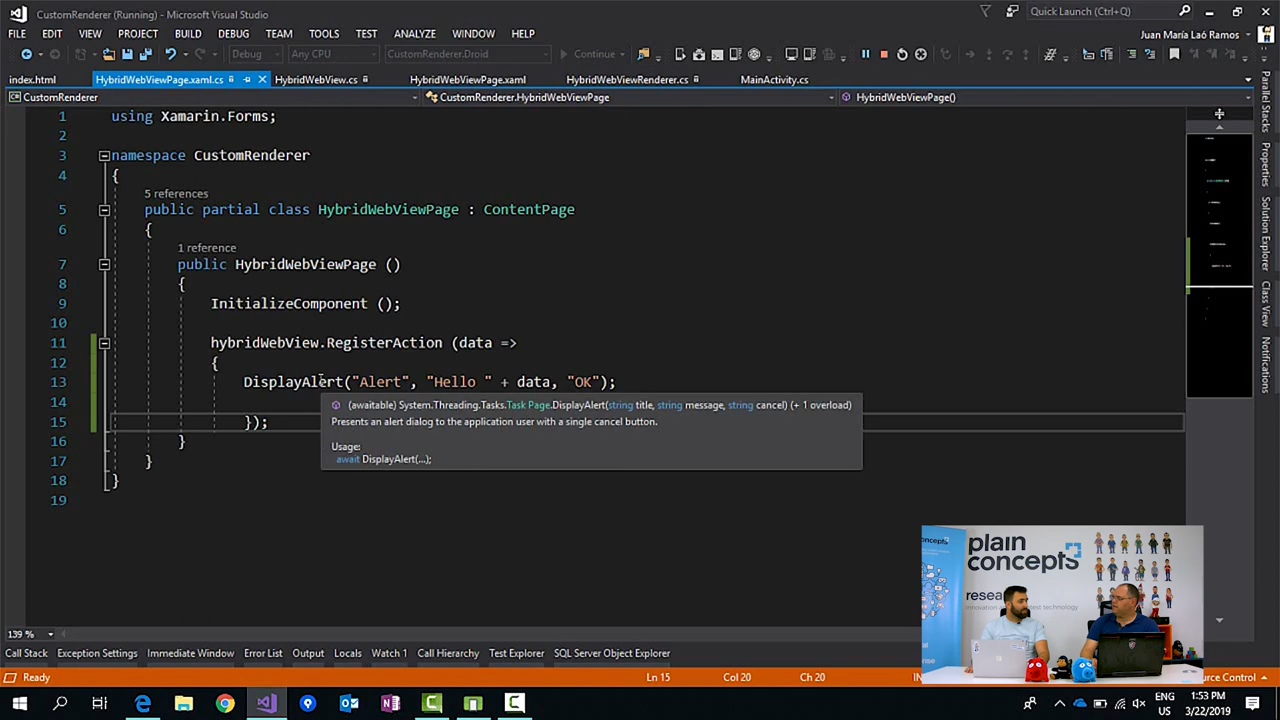 CustomRenderer (Running) - Microsoft Visual Studio
Quick Launch (Ctrl+Q)
FILE EDIT VIEW PROJECT BUILD DEBUG TEAM TOOLS TEST ANALYZE WINDOW HELP
Juan María Laó Ramos
Debug Any CPU CustomRenderer.Droid Continue
index.html HybridWebViewPage.xaml.cs HybridWebView.cs HybridWebViewPage.xaml HybridWebViewRenderer.cs MainActivity.cs
CustomRenderer CustomRenderer.HybridWebViewPage HybridWebViewPage()
1 using Xamarin.Forms;
2
3 namespace CustomRenderer
4 {
5 references
5 public partial class HybridWebViewPage : ContentPage
6 {
1 reference
7 public HybridWebViewPage ()
8 {
9 InitializeComponent ();
10
11 hybridWebView.RegisterAction (data =>
12 {
13 DisplayAlert("Alert", "Hello " + data, "OK");
14
(awaitable) System.Threading.Tasks.Task Page.DisplayAlert(string title, string message, string cancel) (+ 1 overload)
Presents an alert dialog to the application user with a single cancel button.
Usage:
await DisplayAlert(...);
15 });
16 }
17 }
18 }
19
Parallel Stacks
Properties
Solution Explorer
Class View
Notifications
plain
concepts
research
139 %
Call Stack Exception Settings Immediate Window Error List Output Locals Watch 1 Call Hierarchy Test Explorer SQL Server Object Explorer
Ready Ln 15 Col 20 Ch 20 IN urce Control
ENG
US
1:53 PM
3/22/2019